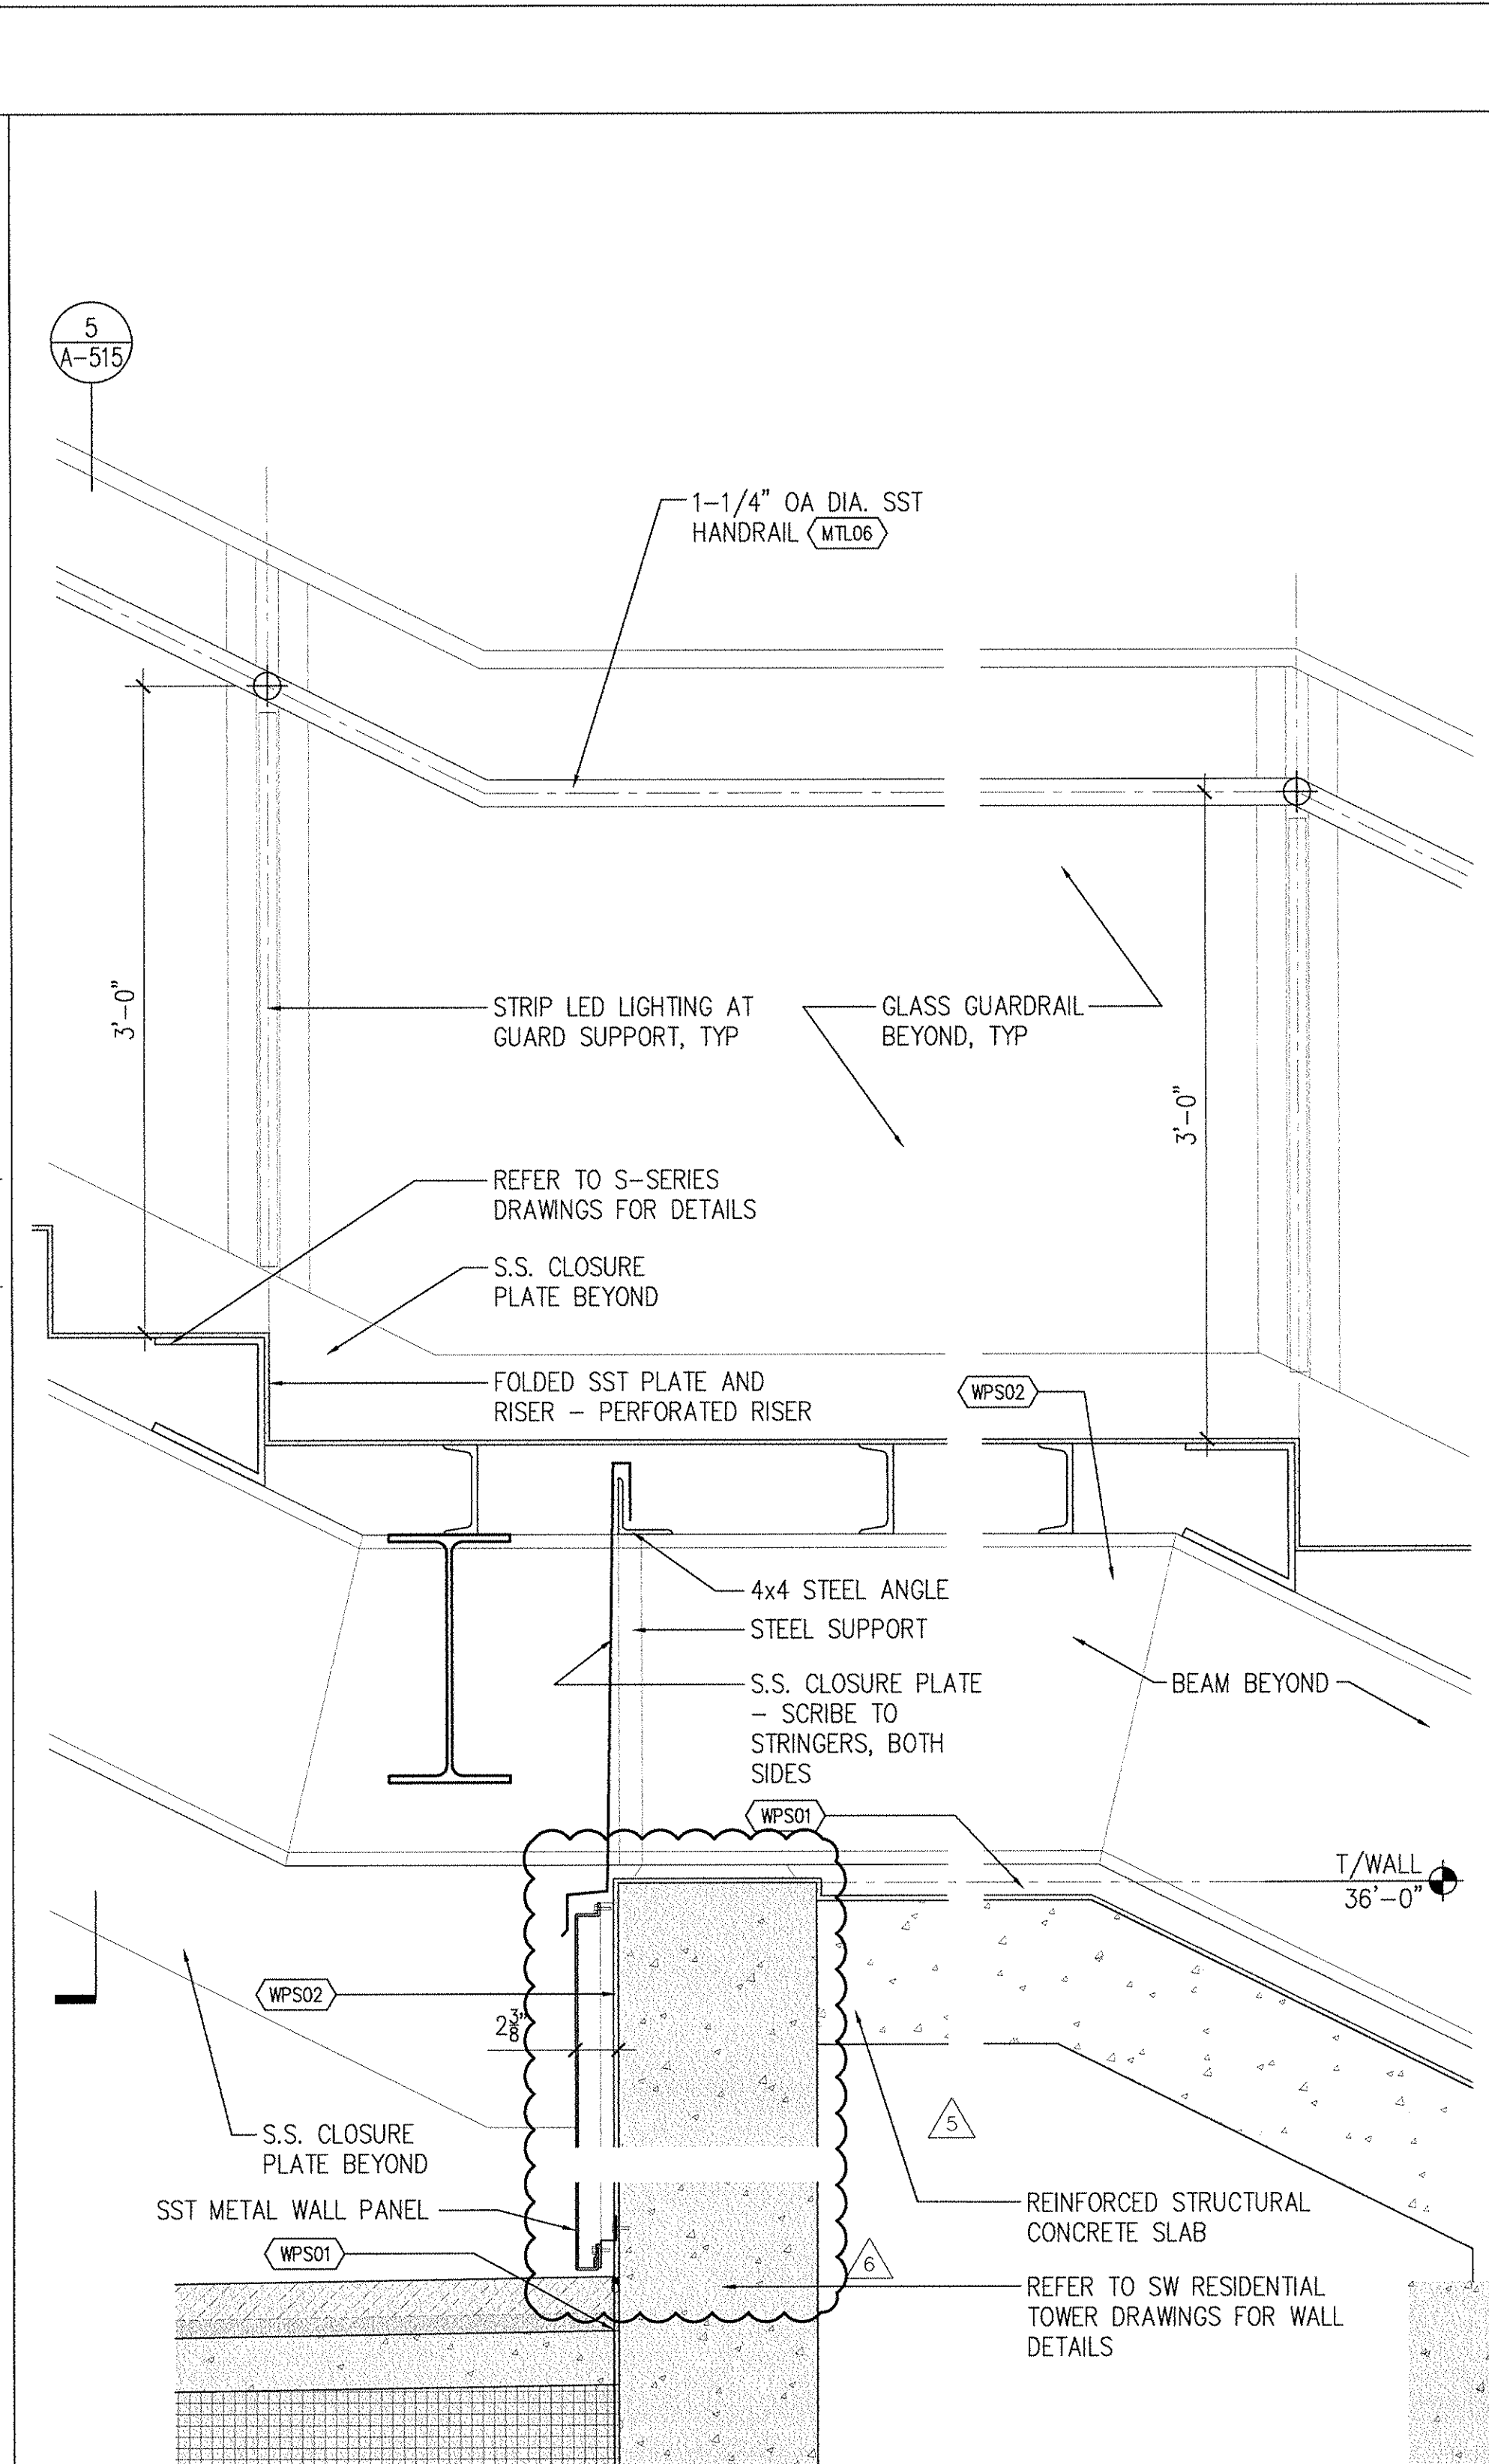 5
A-515
1-1/4" OA DIA. SST
HANDRAIL MTL06
3'-0"
STRIP LED LIGHTING AT
GUARD SUPPORT, TYP
GLASS GUARDRAIL
BEYOND, TYP
3'-0"
REFER TO S-SERIES
DRAWINGS FOR DETAILS
S.S. CLOSURE
PLATE BEYOND
FOLDED SST PLATE AND
RISER - PERFORATED RISER
WPS02
4x4 STEEL ANGLE
STEEL SUPPORT
S.S. CLOSURE PLATE
- SCRIBE TO
STRINGERS, BOTH
SIDES
BEAM BEYOND
WPS01
T/WALL
36'-0"
WPS02
2 3/8"
S.S. CLOSURE
PLATE BEYOND
5
SST METAL WALL PANEL
REINFORCED STRUCTURAL
CONCRETE SLAB
WPS01
6
REFER TO SW RESIDENTIAL
TOWER DRAWINGS FOR WALL
DETAILS